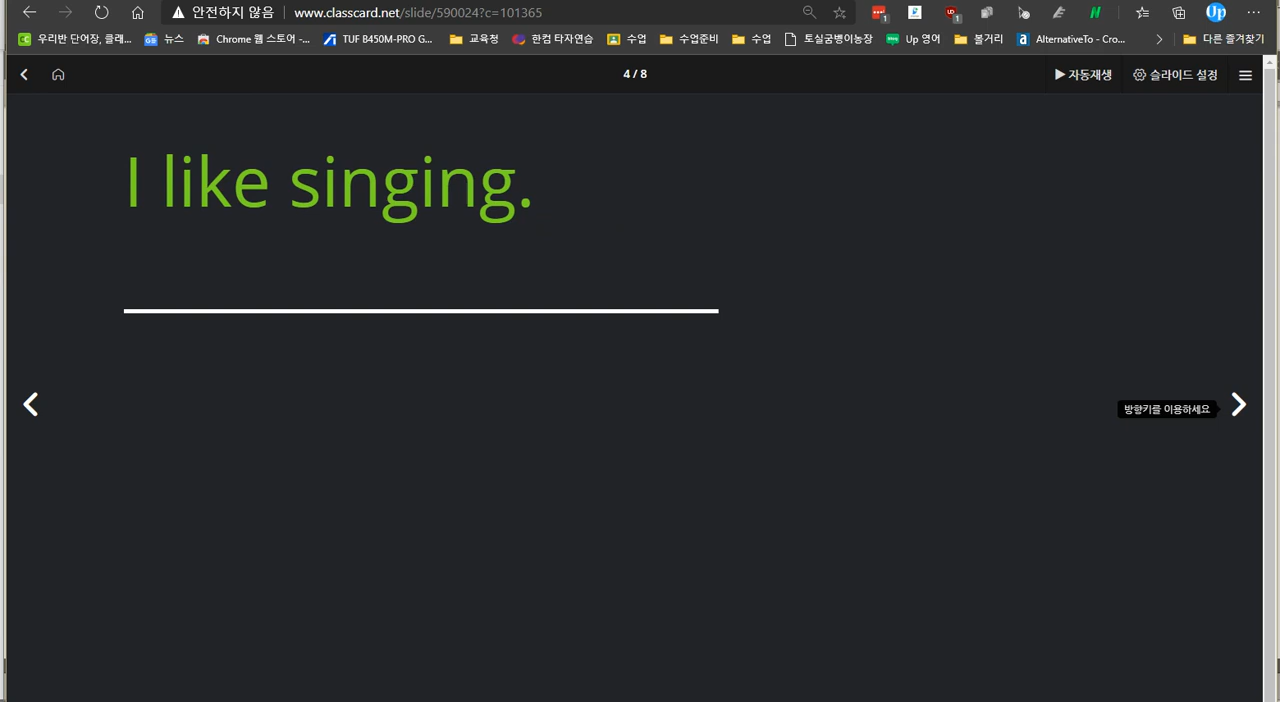 안전하지 않음 www.classcard.net/slide/590024?c=101365
우리반 단어장, 클래... 뉴스 Chrome 웹 스토어 -... TUF B450M-PRO G... 교육청 한컴 타자연습 수업 수업준비 수업 토실굼벵이농장 Up 영어 볼거리 AlternativeTo - Cro... 다른 즐겨찾기
4 / 8 자동재생 슬라이드 설정
I like singing.
방향키를 이용하세요